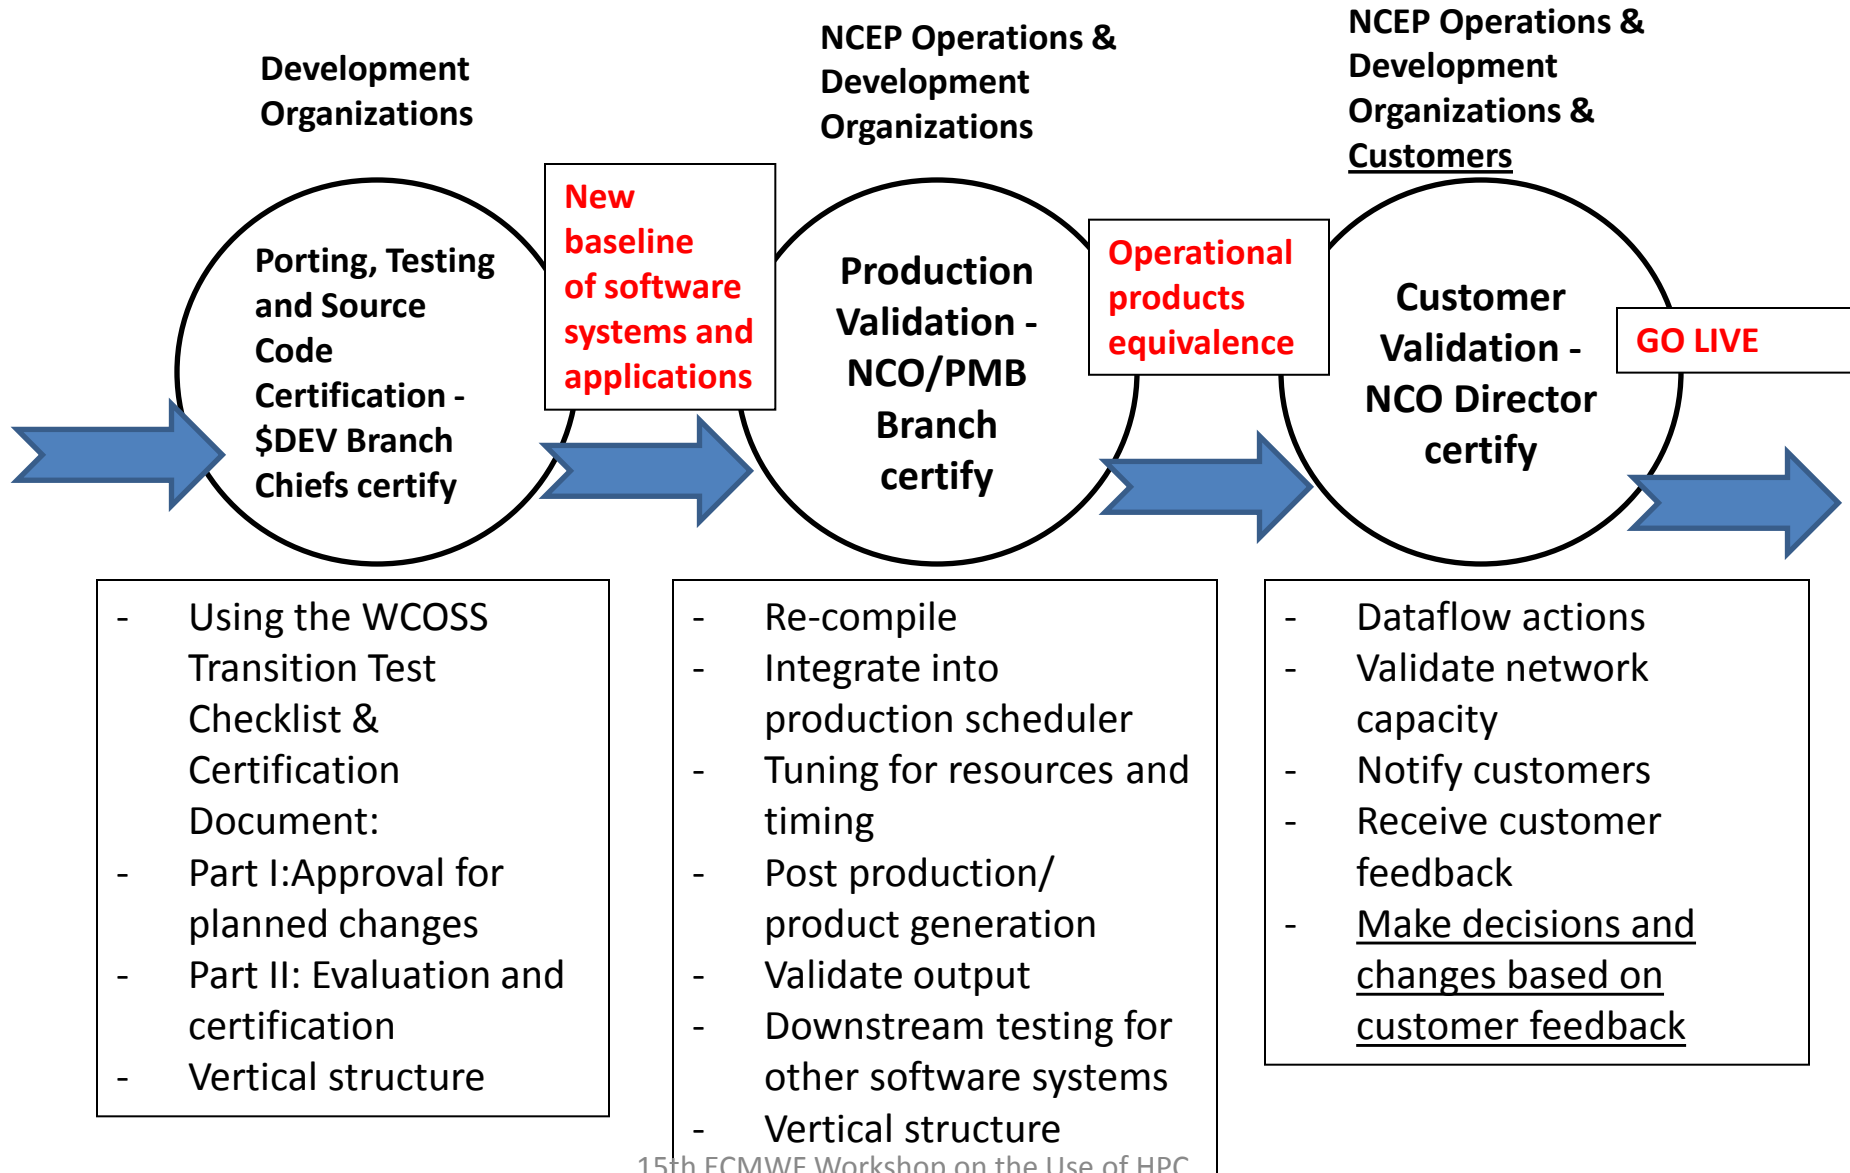 Development
Organizations
NCEP Operations &
Development
Organizations
NCEP Operations &
Development
Organizations &
Customers
Porting, Testing
and Source
Code
Certification -
$DEV Branch
Chiefs certify
New
baseline
of software
systems and
applications
Production
Validation -
NCO/PMB
Branch
certify
Operational
products
equivalence
Customer
Validation -
NCO Director
certify
GO LIVE
- Using the WCOSS
Transition Test
Checklist &
Certification
Document:
- Part I:Approval for
planned changes
- Part II: Evaluation and
certification
- Vertical structure
- Re-compile
- Integrate into
production scheduler
- Tuning for resources and
timing
- Post production/
product generation
- Validate output
- Downstream testing for
other software systems
- Vertical structure
- Dataflow actions
- Validate network
capacity
- Notify customers
- Receive customer
feedback
- Make decisions and
changes based on
customer feedback
15th ECMWF Workshop on the Use of HPC